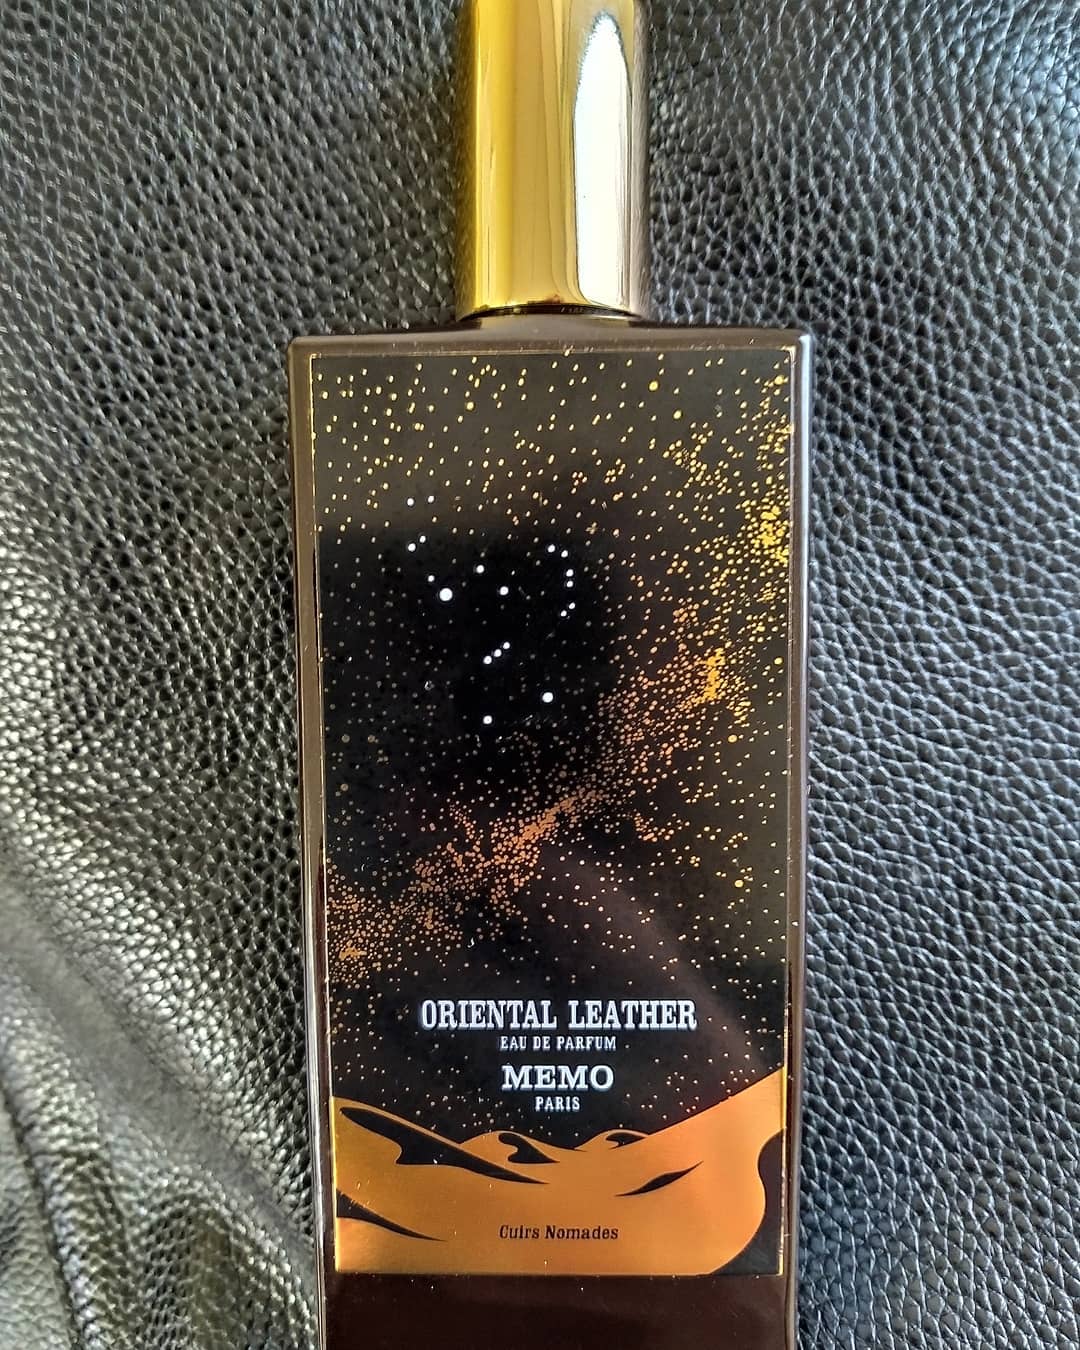 ORIENTAL LEATHER
EAU DE PARFUM
MEMO
PARIS
Cuirs Nomades